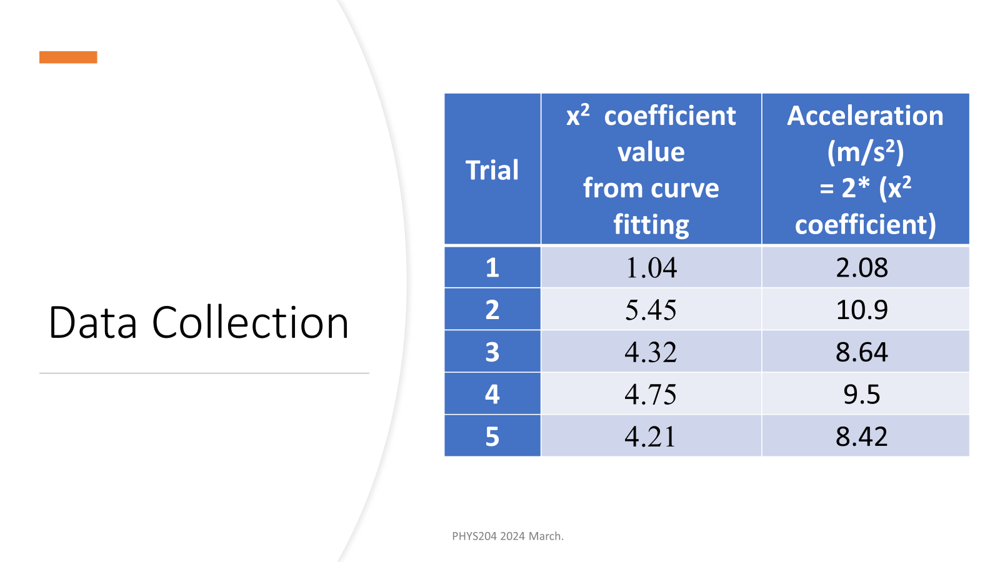 Data Collection
Trial
x² coefficient
value
from curve
fitting
Acceleration
(m/s²)
= 2* (x²
coefficient)
1 1.04 2.08
2 5.45 10.9
3 4.32 8.64
4 4.75 9.5
5 4.21 8.42
PHYS204 2024 March.